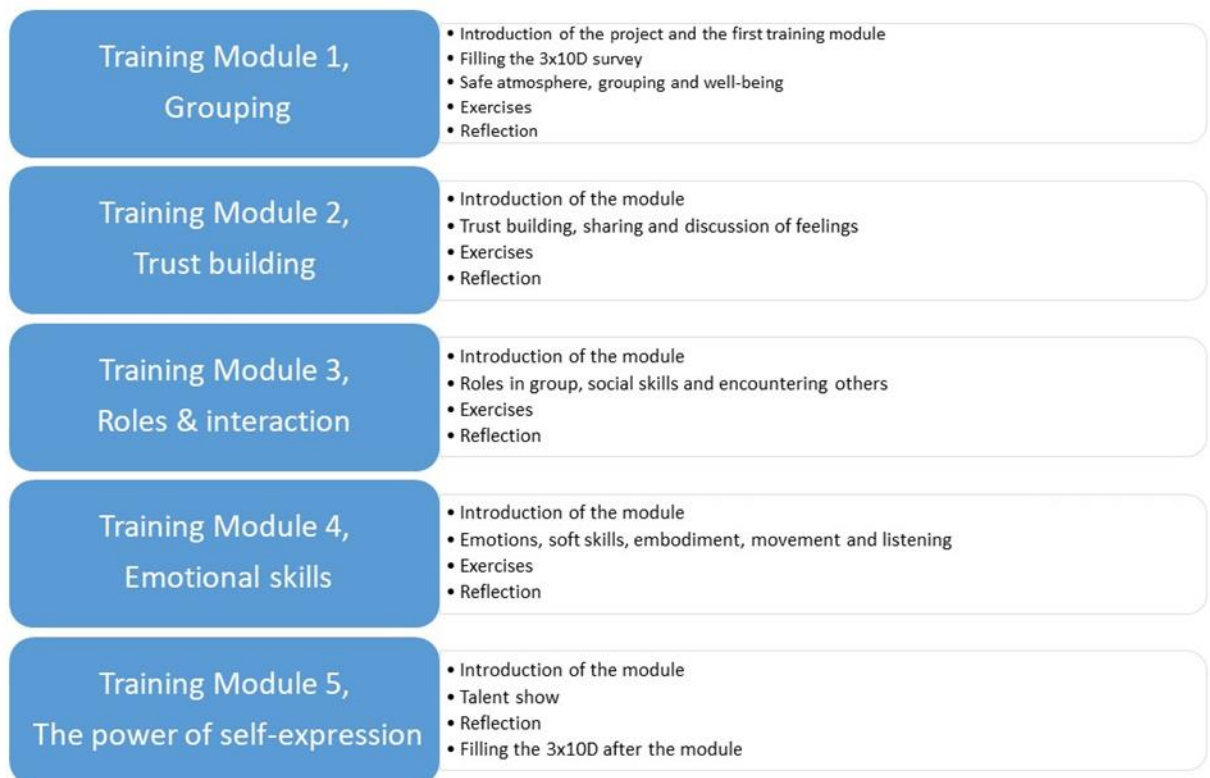 Training Module 1,
Grouping
• Introduction of the project and the first training module
• Filling the 3x10D survey
• Safe atmosphere, grouping and well-being
• Exercises
• Reflection
Training Module 2,
Trust building
• Introduction of the module
• Trust building, sharing and discussion of feelings
• Exercises
• Reflection
Training Module 3,
Roles & interaction
• Introduction of the module
• Roles in group, social skills and encountering others
• Exercises
• Reflection
Training Module 4,
Emotional skills
• Introduction of the module
• Emotions, soft skills, embodiment, movement and listening
• Exercises
• Reflection
Training Module 5,
The power of self-expression
• Introduction of the module
• Talent show
• Reflection
• Filling the 3x10D after the module